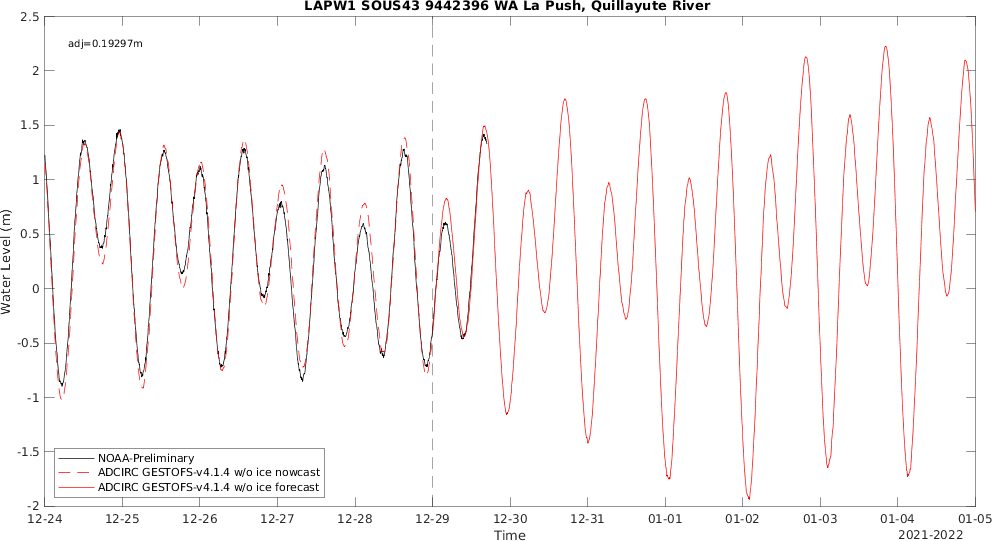 LAPW1 SOUS43 9442396 WA La Push, Quillayute River
adj=0.19297m
2.5
2
1.5
1
0.5
0
-0.5
-1
-1.5
-2
Water Level (m)
NOAA-Preliminary
ADCIRC GESTOFS-v4.1.4 w/o ice nowcast
ADCIRC GESTOFS-v4.1.4 w/o ice forecast
12-24 12-25 12-26 12-27 12-28 12-29 12-30 12-31 01-01 01-02 01-03 01-04 01-05
Time
2021-2022